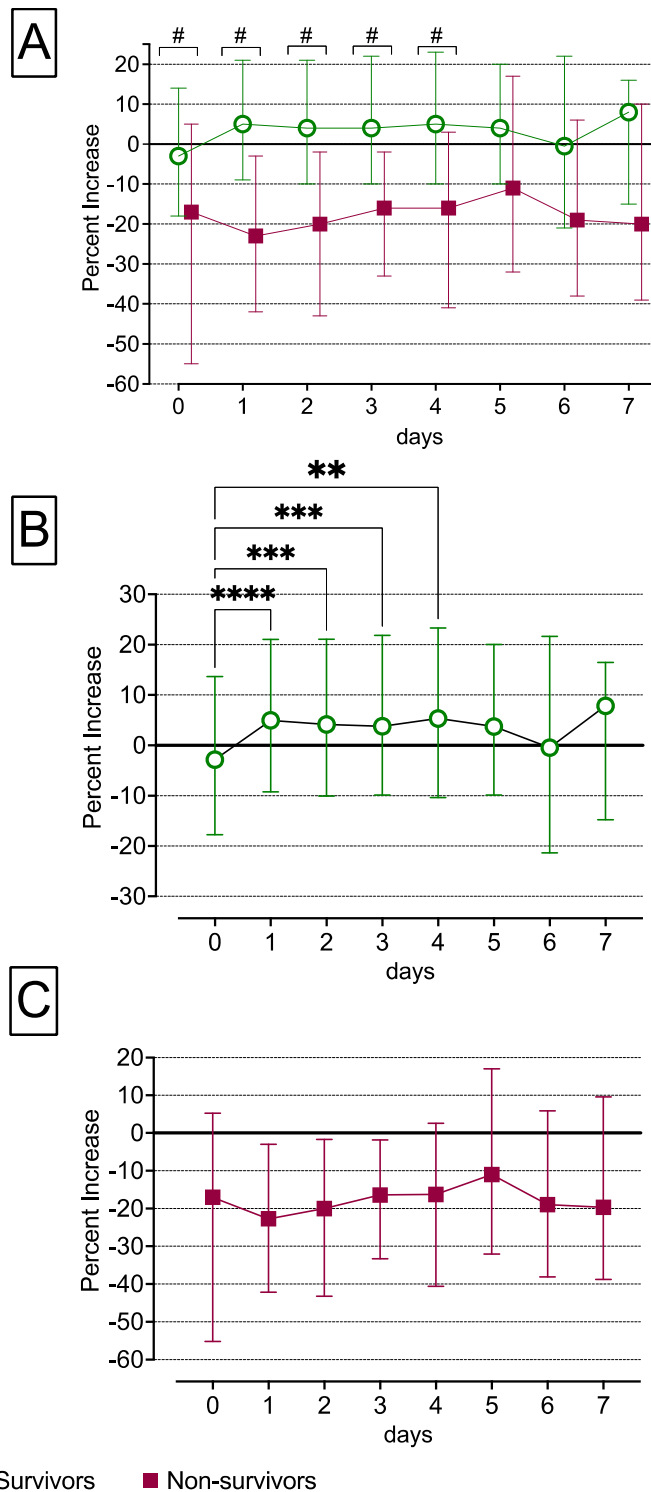 A
# # # # #
20
10
0
-10
-20
-30
-40
-50
-60
Percent Increase
0 1 2 3 4 5 6 7
days
B
**
***
***
****
30
20
10
0
-10
-20
-30
Percent Increase
0 1 2 3 4 5 6 7
days
C
20
10
0
-10
-20
-30
-40
-50
-60
Percent Increase
0 1 2 3 4 5 6 7
days
Survivors Non-survivors